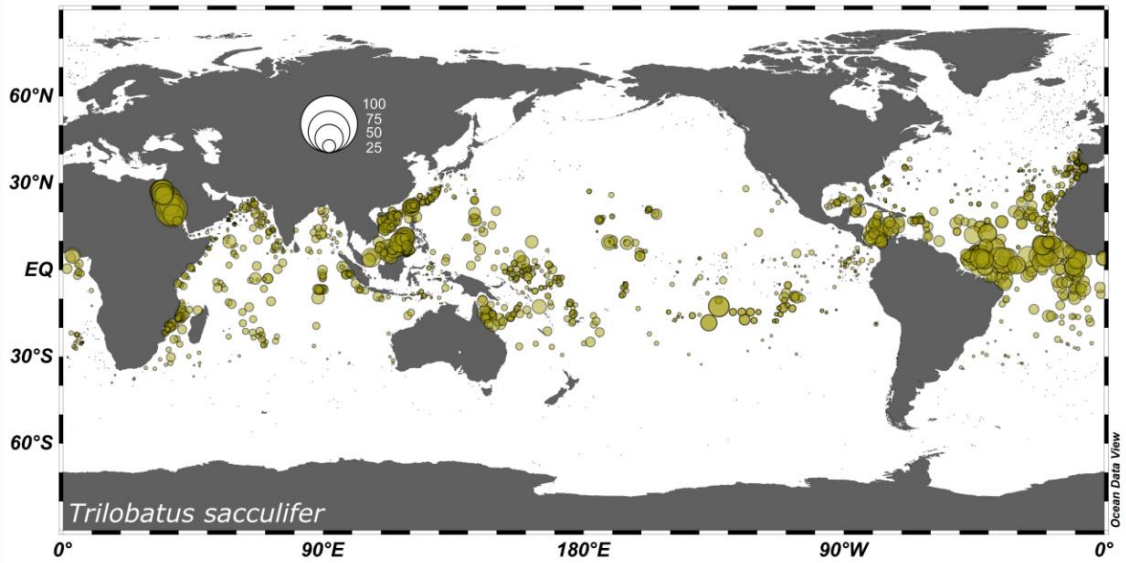 100
75
50
25
60°N
30°N
EQ
30°S
60°S
Trilobatus sacculifer
Ocean Data View
0°
90°E
180°E
90°W
0°